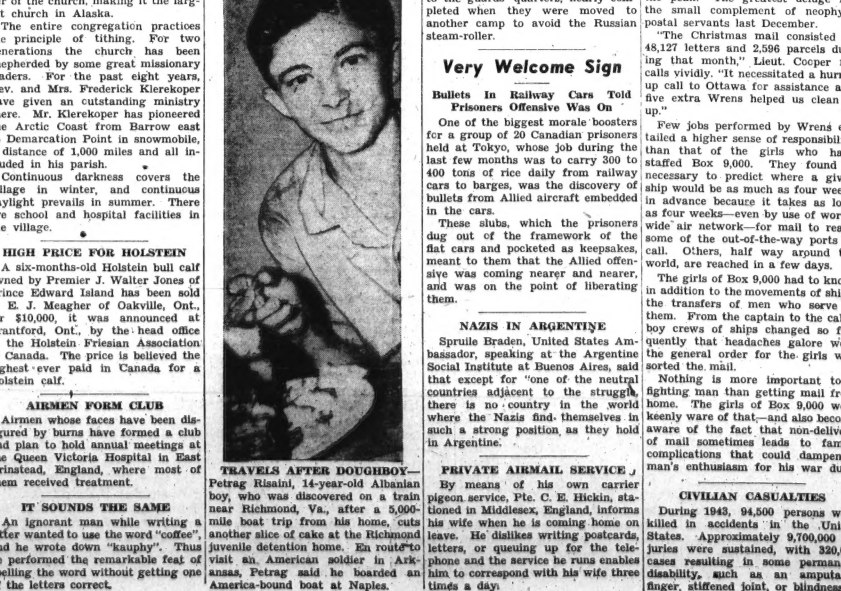 of the church, making it the larg-
st church in Alaska.
The entire congregation practices
principle of tithing. For two
enerations the church has been
hepherded by some great missionary
aders. For the past eight years,
ev. and Mrs. Frederick Klerekoper
ave given an outstanding ministry
ere. Mr. Klerekoper has pioneered
e Arctic Coast from Barrow east
Demarcation Point in snowmobile,
distance of 1,000 miles and all in-
uded in his parish.
Continuous darkness covers the
llage in winter, and continuous
aylight prevails in summer. There
re school and hospital facilities in
e village.
HIGH PRICE FOR HOLSTEIN
A six-months-old Holstein bull calf
wned by Premier J. Walter Jones of
rince Edward Island has been sold
E. J. Meagher of Oakville, Ont.,
r $10,000, it was announced at
rantford, Ont., by the head office
the Holstein Friesian Association
Canada. The price is believed the
ghest ever paid in Canada for a
olstein calf.
AIRMEN FORM CLUB
Airmen whose faces have been dis-
gured by burns have formed a club
nd plan to hold annual meetings at
e Queen Victoria Hospital in East
rinstead, England, where most of
em received treatment.
IT SOUNDS THE SAME
An ignorant man while writing a
tter wanted to use the word "coffee",
nd he wrote down "kauphy". Thus
performed the remarkable feat of
elling the word without getting one
the letters correct.
TRAVELS AFTER DOUGHBOY—
Petrag Risaini, 14-year-old Albanian
boy, who was discovered on a train
near Richmond, Va., after a 5,000-
mile boat trip from his home, cuts
another slice of cake at the Richmond
juvenile detention home. En route to
visit an American soldier in Ark-
ansas, Petrag said he boarded an
America-bound boat at Naples.
pleted when they were moved to
another camp to avoid the Russian
steam-roller.
Very Welcome Sign
Bullets In Railway Cars Told
Prisoners Offensive Was On
One of the biggest morale boosters
for a group of 20 Canadian prisoners
held at Tokyo, whose job during the
last few months was to carry 300 to
400 tons of rice daily from railway
cars to barges, was the discovery of
bullets from Allied aircraft embedded
in the cars.
These slubs, which the prisoners
dug out of the framework of the
flat cars and pocketed as keepsakes,
meant to them that the Allied offen-
sive was coming nearer and nearer,
and was on the point of liberating
them.
NAZIS IN ARGENTINE
Spruile Braden, United States Am-
bassador, speaking at the Argentine
Social Institute at Buenos Aires, said
that except for "one of the neutral
countries adjacent to the struggle,
there is no country in the world
where the Nazis find themselves in
such a strong position as they hold
in Argentine.
PRIVATE AIRMAIL SERVICE
By means of his own carrier
pigeon service, Pte. C. E. Hickin, sta-
tioned in Middlesex, England, informs
his wife when he is coming home on
leave. He dislikes writing postcards,
letters, or queuing up for the tele-
phone and the service he runs enables
him to correspond with his wife three
times a day.
the small complement of neophy
postal servants last December.
"The Christmas mail consisted
48,127 letters and 2,596 parcels du
ing that month," Lieut. Cooper
calls vividly. "It necessitated a hurr
up call to Ottawa for assistance a
five extra Wrens helped us clean
up."
Few jobs performed by Wrens e
tailed a higher sense of responsibil
than that of the girls who ha
staffed Box 9,000. They found
necessary to predict where a giv
ship would be as much as four wee
in advance because it takes as lo
as four weeks—even by use of wor
wide air network—for mail to rea
some of the out-of-the-way ports
call. Others, half way around t
world, are reached in a few days.
The girls of Box 9,000 had to kno
in addition to the movements of shi
the transfers of men who serve
them. From the captain to the ca
boy crews of ships changed so f
quently that headaches galore w
the general order for the girls w
sorted the mail.
Nothing is more important to
fighting man than getting mail fr
home. The girls of Box 9,000 w
keenly aware of that—and also beco
aware of the fact that non-delive
of mail sometimes leads to fam
complications that could dampen
man's enthusiasm for his war du
CIVILIAN CASUALTIES
During 1943, 94,500 persons w
killed in accidents in the Uni
States. Approximately 9,700,000
juries were sustained, with 320,
cases resulting in some perman
disability, such as an amputa
finger, stiffened joint, or blindness